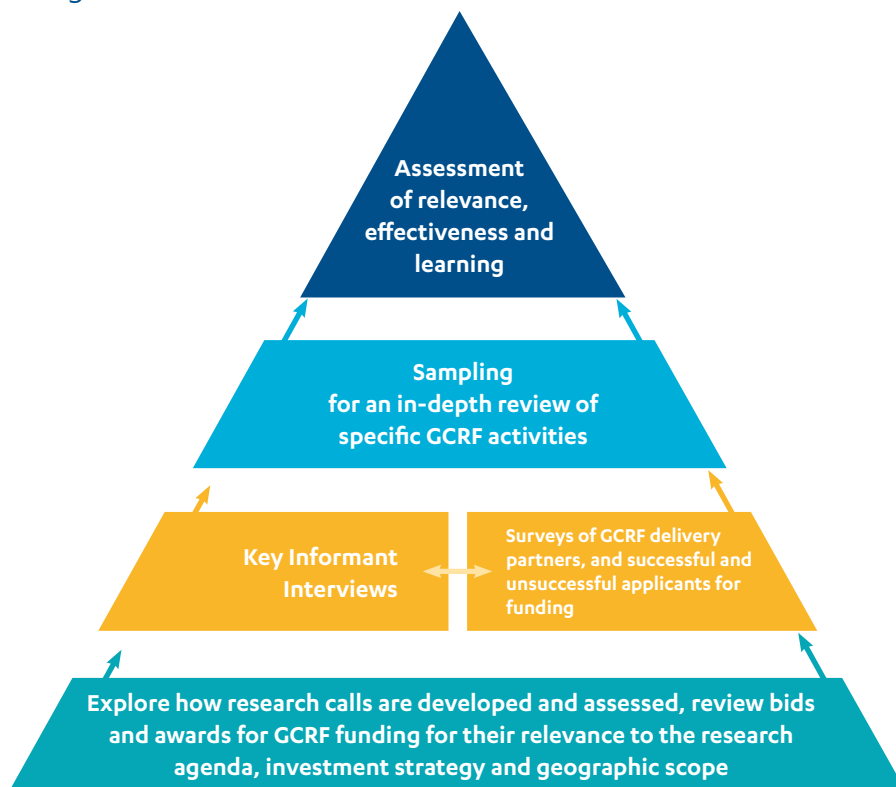 Assessment
of relevance,
effectiveness and
learning
Sampling
for an in-depth review of
specific GCRF activities
Key Informant
Interviews
Surveys of GCRF delivery
partners, and successful and
unsuccessful applicants for
funding
Explore how research calls are developed and assessed, review bids
and awards for GCRF funding for their relevance to the research
agenda, investment strategy and geographic scope